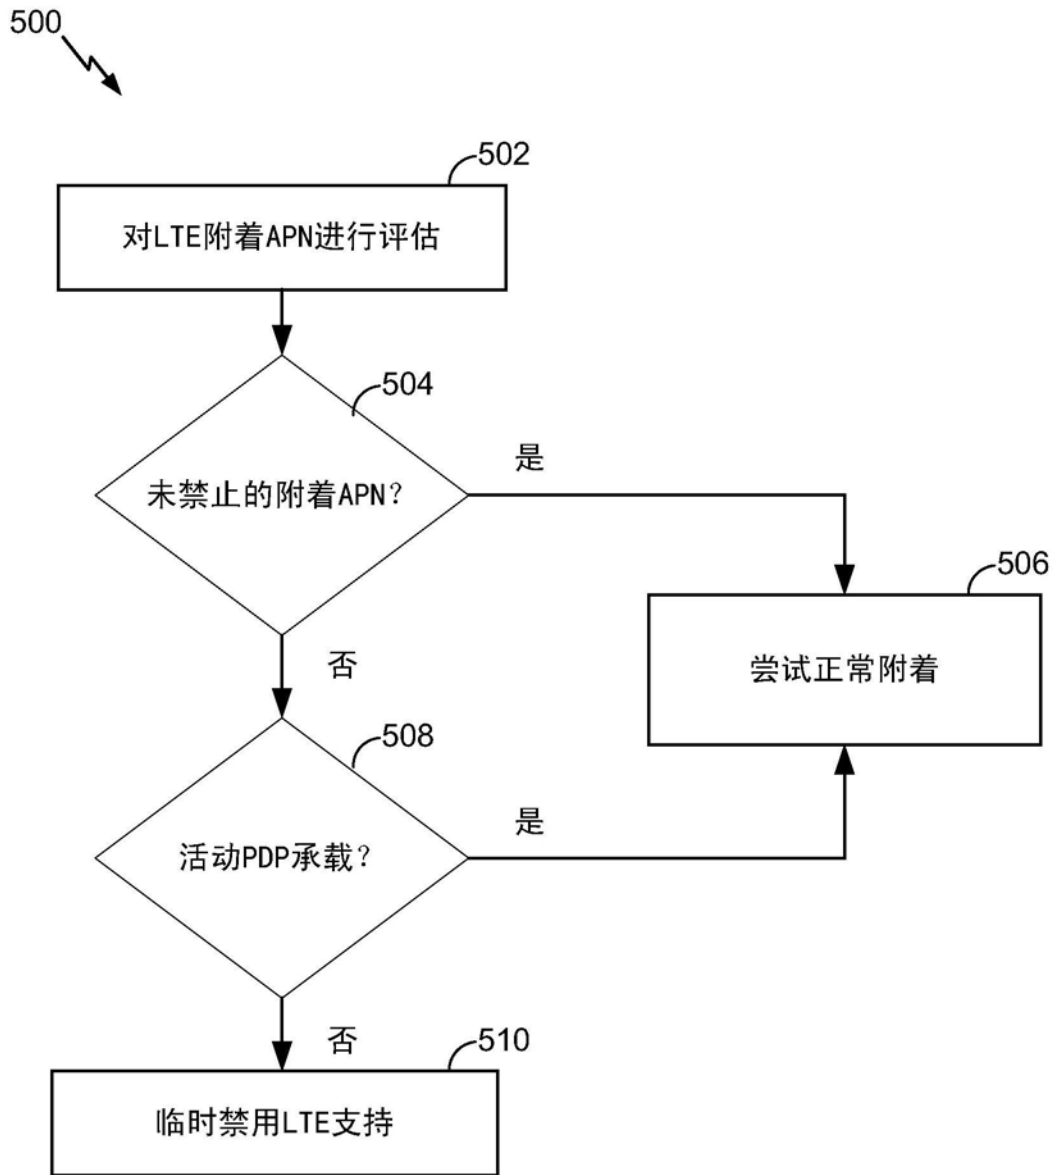 500
502
对LTE附着APN进行评估
504
是
未禁止的附着APN？
506
尝试正常附着
否
508
是
活动PDP承载？
否
510
临时禁用LTE支持